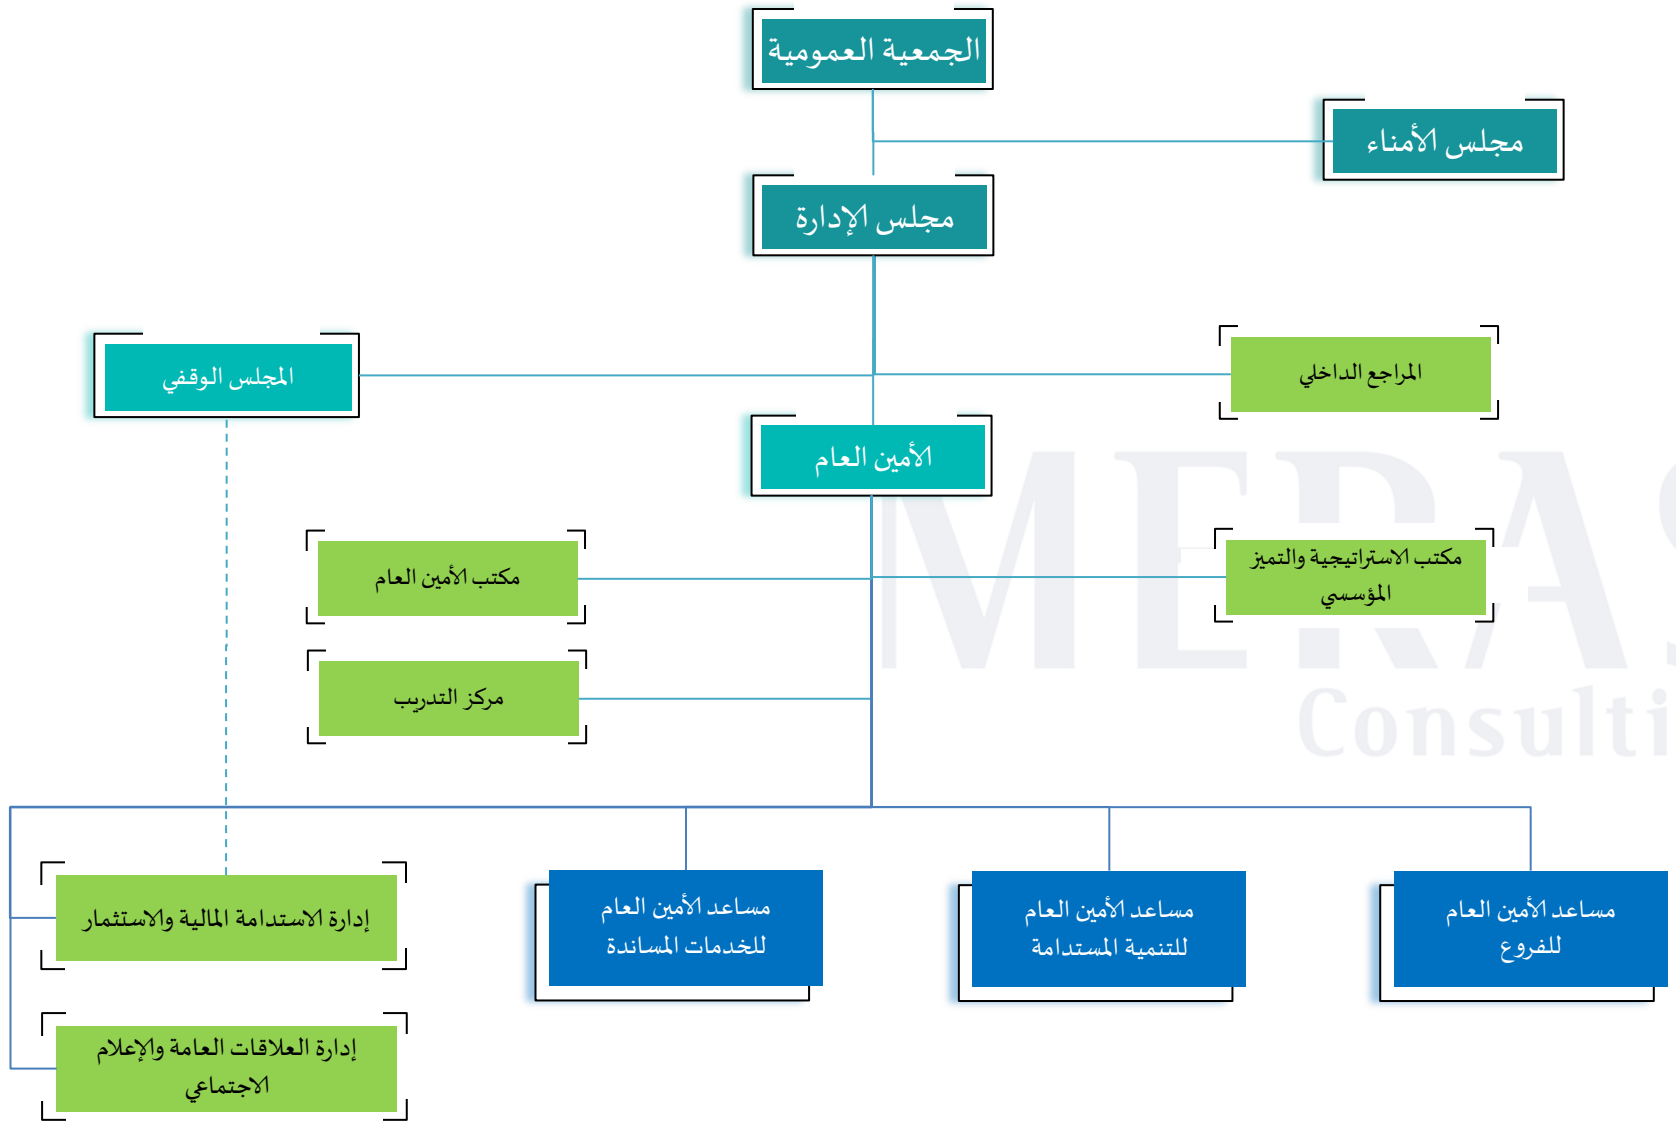 الجمعية العمومية
مجلس الأمناء
مجلس الإدارة
المجلس الوقفي
المراجع الداخلي
الأمين العام
مكتب الاستراتيجية والتميز
المؤسسي
مكتب الأمين العام
مركز التدريب
MERAS
Consulti
مساعد الأمين العام
للفروع
مساعد الأمين العام
للتنمية المستدامة
مساعد الأمين العام
للخدمات المساندة
إدارة الاستدامة المالية والاستثمار
إدارة العلاقات العامة والإعلام
الاجتماعي